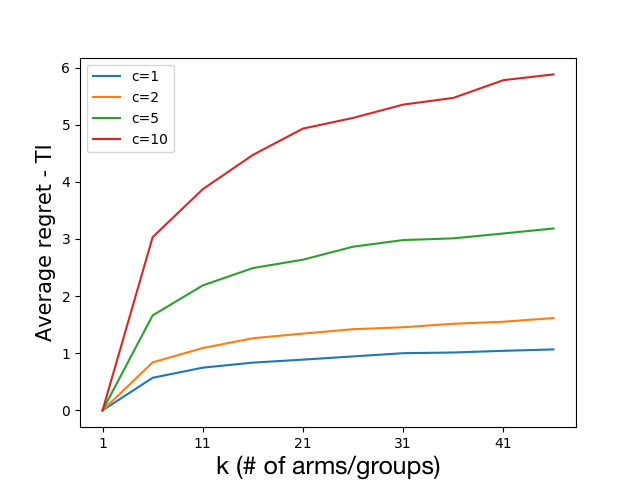 c=1
c=2
c=5
c=10
6
5
4
3
2
1
0
Average regret - TI
1 11 21 31 41
k (# of arms/groups)